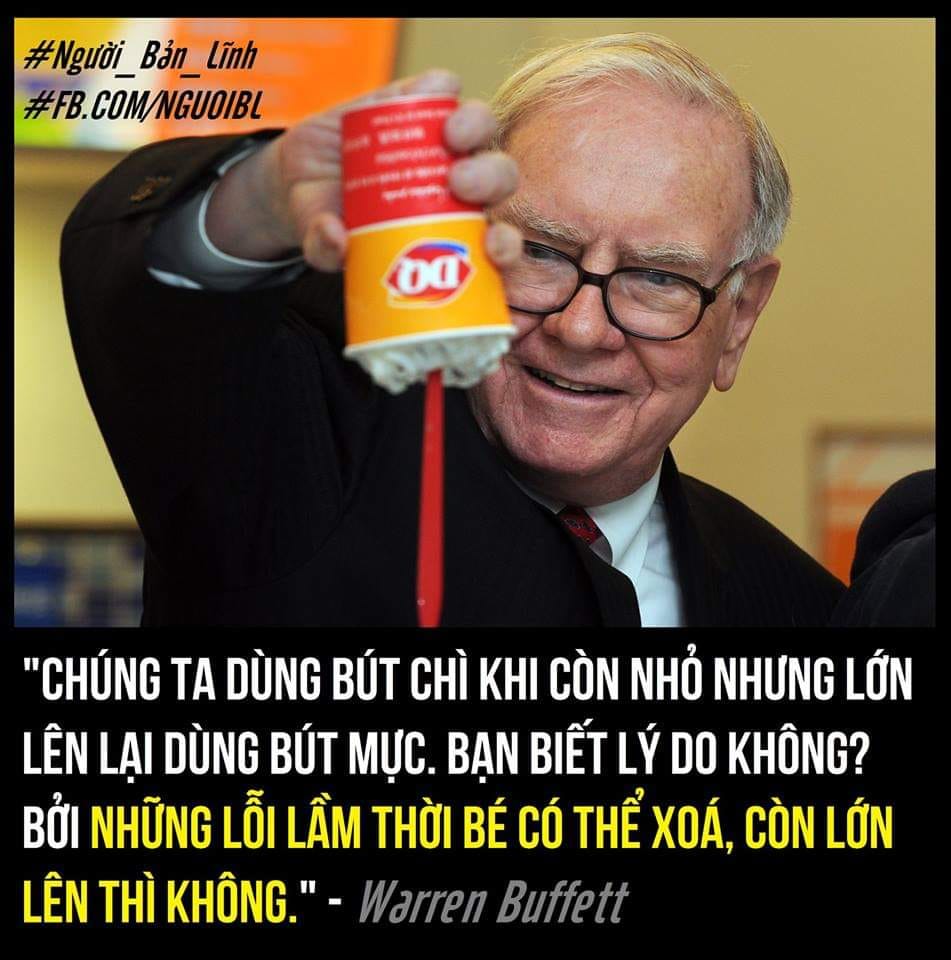 #Người_Bản_Lĩnh
#FB.COM/NGUOIBL
DQ
"CHÚNG TA DÙNG BÚT CHÌ KHI CÒN NHỎ NHƯNG LỚN
LÊN LẠI DÙNG BÚT MỰC. BẠN BIẾT LÝ DO KHÔNG?
BỞI NHỮNG LỖI LẦM THỜI BÉ CÓ THỂ XOÁ, CÒN LỚN
LÊN THÌ KHÔNG." - Warren Buffett